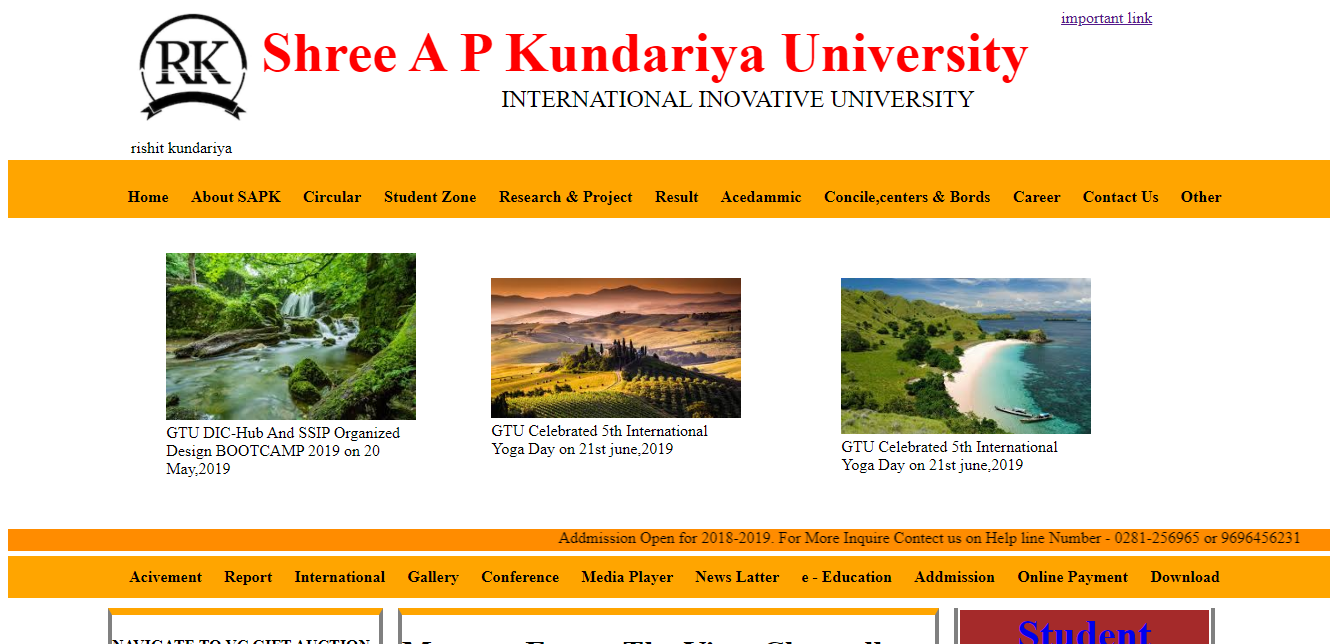 important link
RK
Shree A P Kundariya University
INTERNATIONAL INOVATIVE UNIVERSITY
rishit kundariya
Home About SAPK Circular Student Zone Research & Project Result Acedammic Concile,centers & Bords Career Contact Us Other
GTU DIC-Hub And SSIP Organized
Design BOOTCAMP 2019 on 20
May,2019
GTU Celebrated 5th International
Yoga Day on 21st june,2019
GTU Celebrated 5th International
Yoga Day on 21st june,2019
Addmission Open for 2018-2019. For More Inquire Contect us on Help line Number - 0281-256965 or 9696456231
Acivement Report International Gallery Conference Media Player News Latter e - Education Addmission Online Payment Download
NAVIGATE TO VC GIFT AUCTION
From The Vice
Student